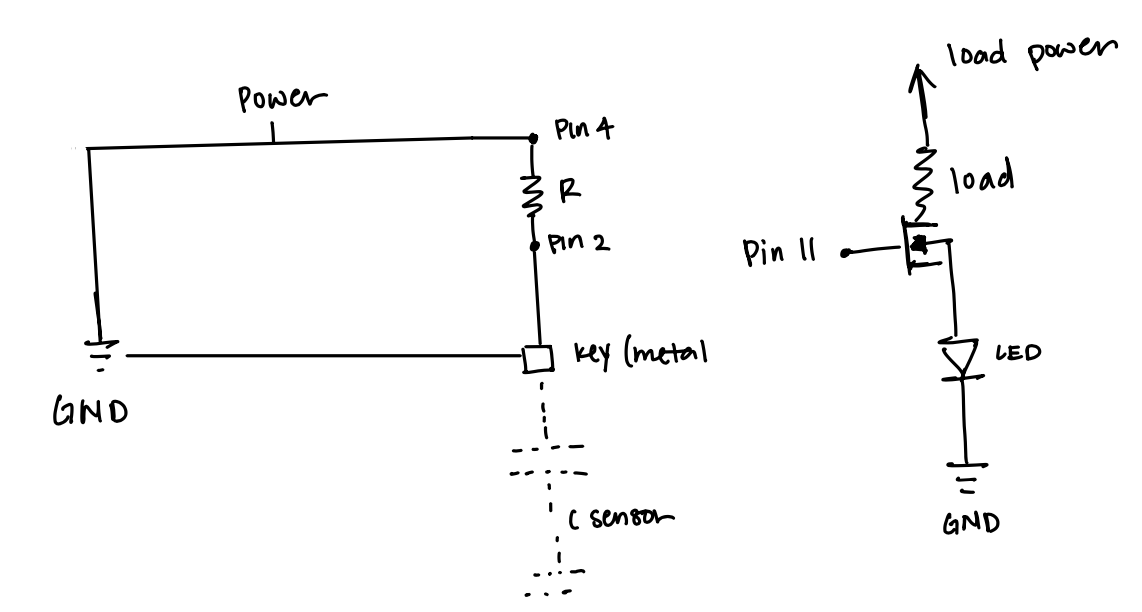 load power
Power
Pin 4
R
load
Pin 2
Pin 11
key (metal
LED
GND
C sensor
GND